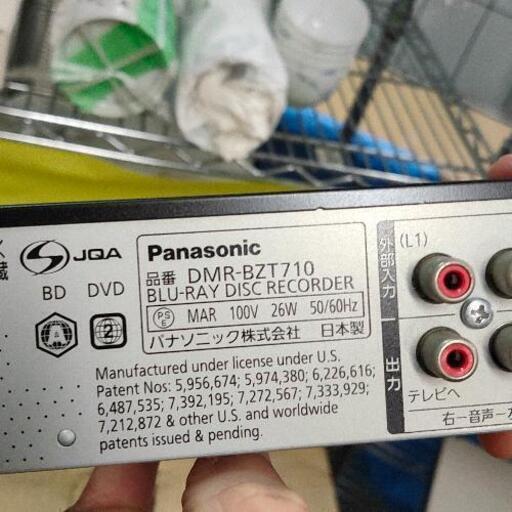 蔵
JQA
BD DVD
A
2
Panasonic
品番 DMR-BZT710
BLU-RAY DISC RECORDER
PS E MAR 100V 26W 50/60Hz
パナソニック株式会社 日本製
Manufactured under license under U.S.
Patent Nos: 5,956,674; 5,974,380; 6,226,616;
6,487,535; 7,392,195; 7,272,567; 7,333,929;
7,212,872 & other U.S. and worldwide
patents issued & pending.
外部入力
(L1)
出力
テレビへ
右ー音声ー左